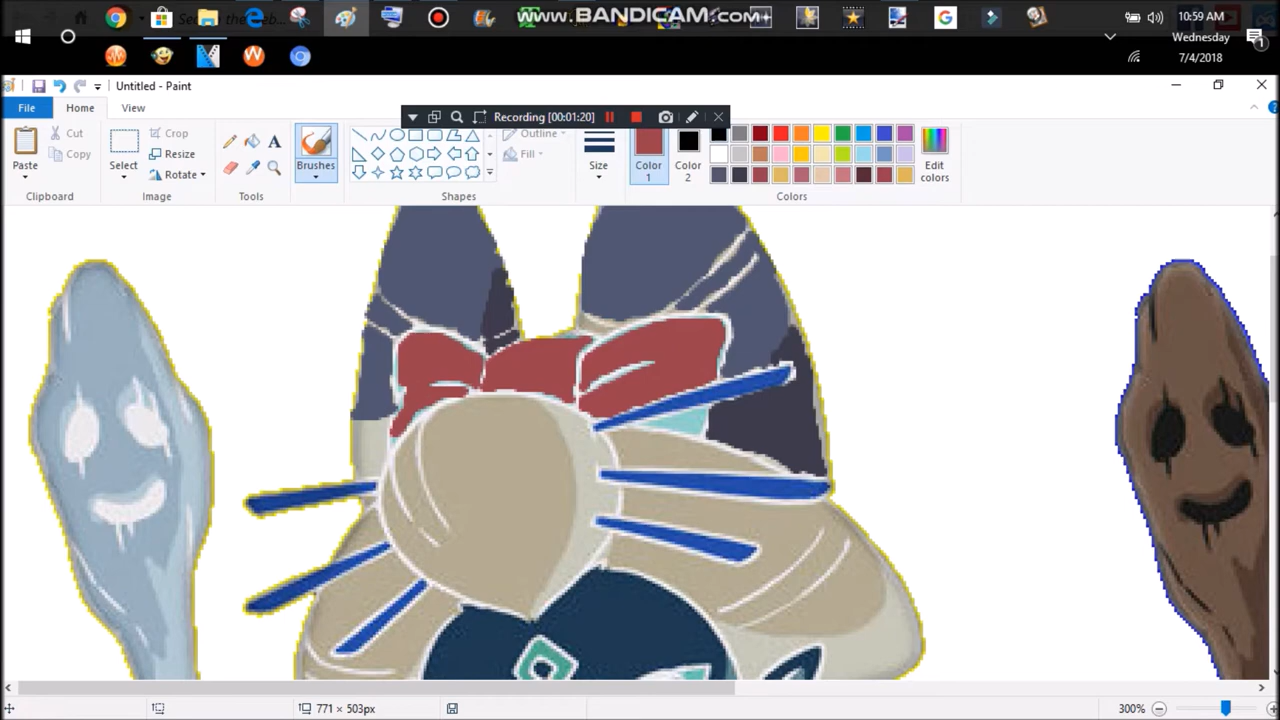 www.BANDICAM.com
10:59 AM
Wednesday
7/4/2018
1
Untitled - Paint
File Home View
Recording [00:01:20]
Cut
Copy
Paste
Clipboard
Crop
Resize
Rotate
Select
Image
A
Tools
Brushes
Outline
Fill
Shapes
Size
Color
1
Color
2
Edit
colors
Colors
771 × 503px
300%